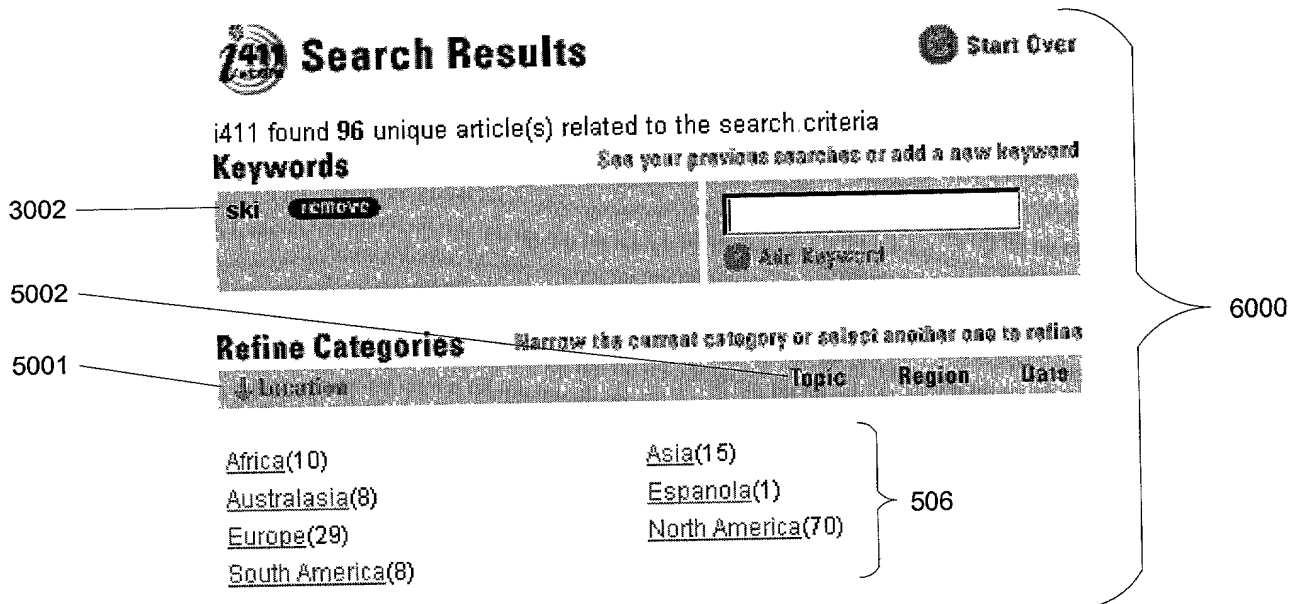 i411 Search Results
Start Over
i411 found 96 unique article(s) related to the search criteria
Keywords
See your previous searches or add a new keyword
3002
ski remove
Add Keyword
5002
6000
Refine Categories
Narrow the current category or select another one to refine
5001
Location Topic Region Date
Africa(10) Asia(15)
Australasia(8) Espanola(1)
506
Europe(29) North America(70)
South America(8)